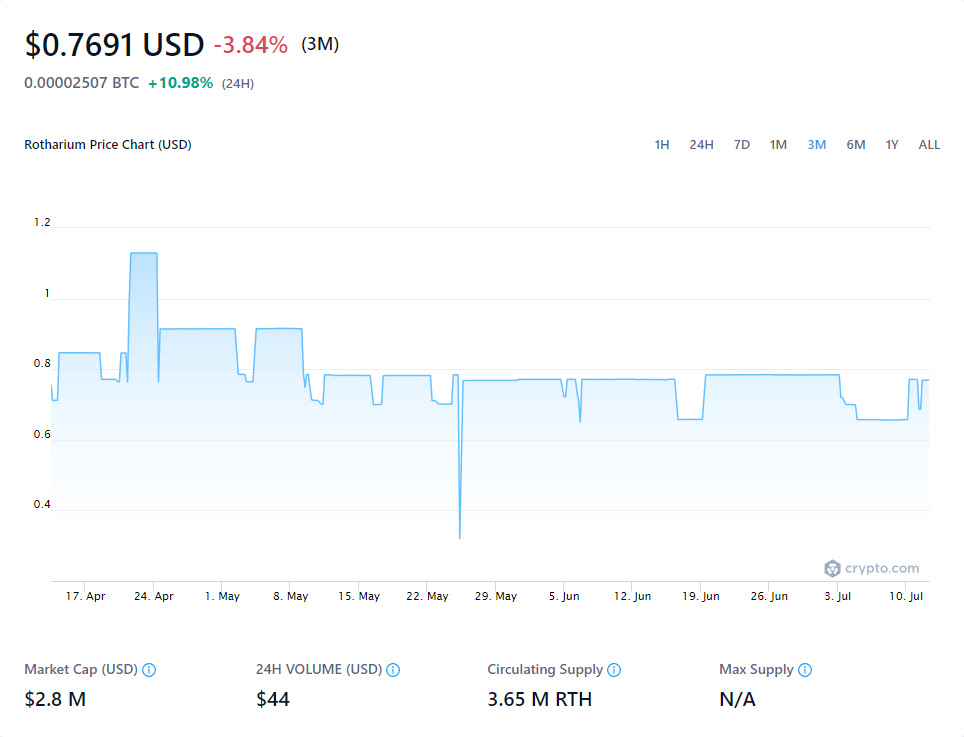 $0.7691 USD -3.84% (3M)
0.00002507 BTC +10.98% (24H)
Rotharium Price Chart (USD) 1H 24H 7D 1M 3M 6M 1Y ALL
1.2
1
0.8
0.6
0.4
crypto.com
17. Apr 24. Apr 1. May 8. May 15. May 22. May 29. May 5. Jun 12. Jun 19. Jun 26. Jun 3. Jul 10. Jul
Market Cap (USD) 24H VOLUME (USD) Circulating Supply Max Supply
$2.8 M $44 3.65 M RTH N/A